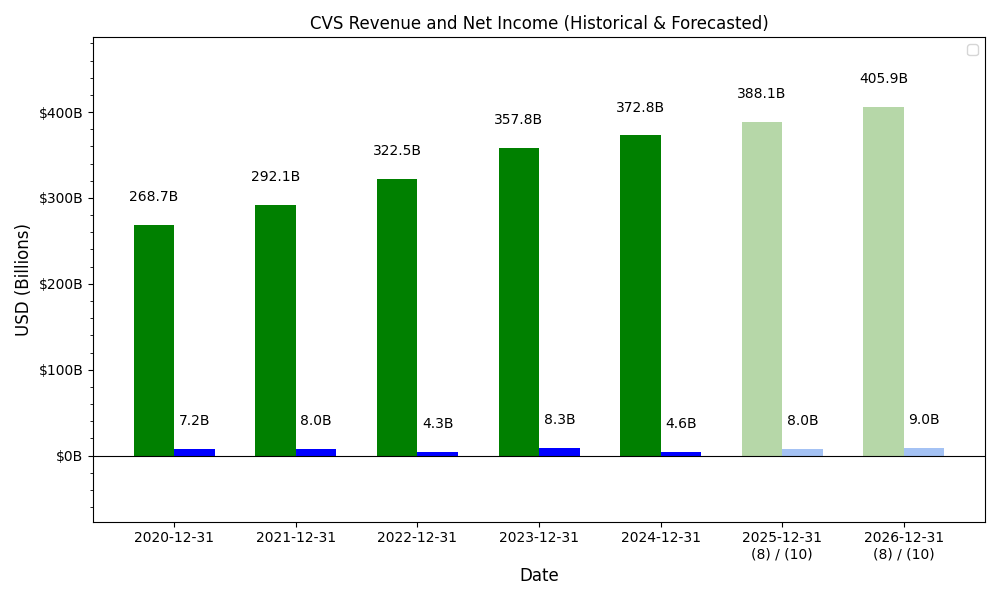 CVS Revenue and Net Income (Historical & Forecasted)
405.9B
388.1B
372.8B
357.8B
322.5B
292.1B
268.7B
$400B
$300B
$200B
$100B
$0B
USD (Billions)
7.2B
8.0B
4.3B
8.3B
4.6B
8.0B
9.0B
2020-12-31
2021-12-31
2022-12-31
2023-12-31
2024-12-31
2025-12-31
(8) / (10)
2026-12-31
(8) / (10)
Date